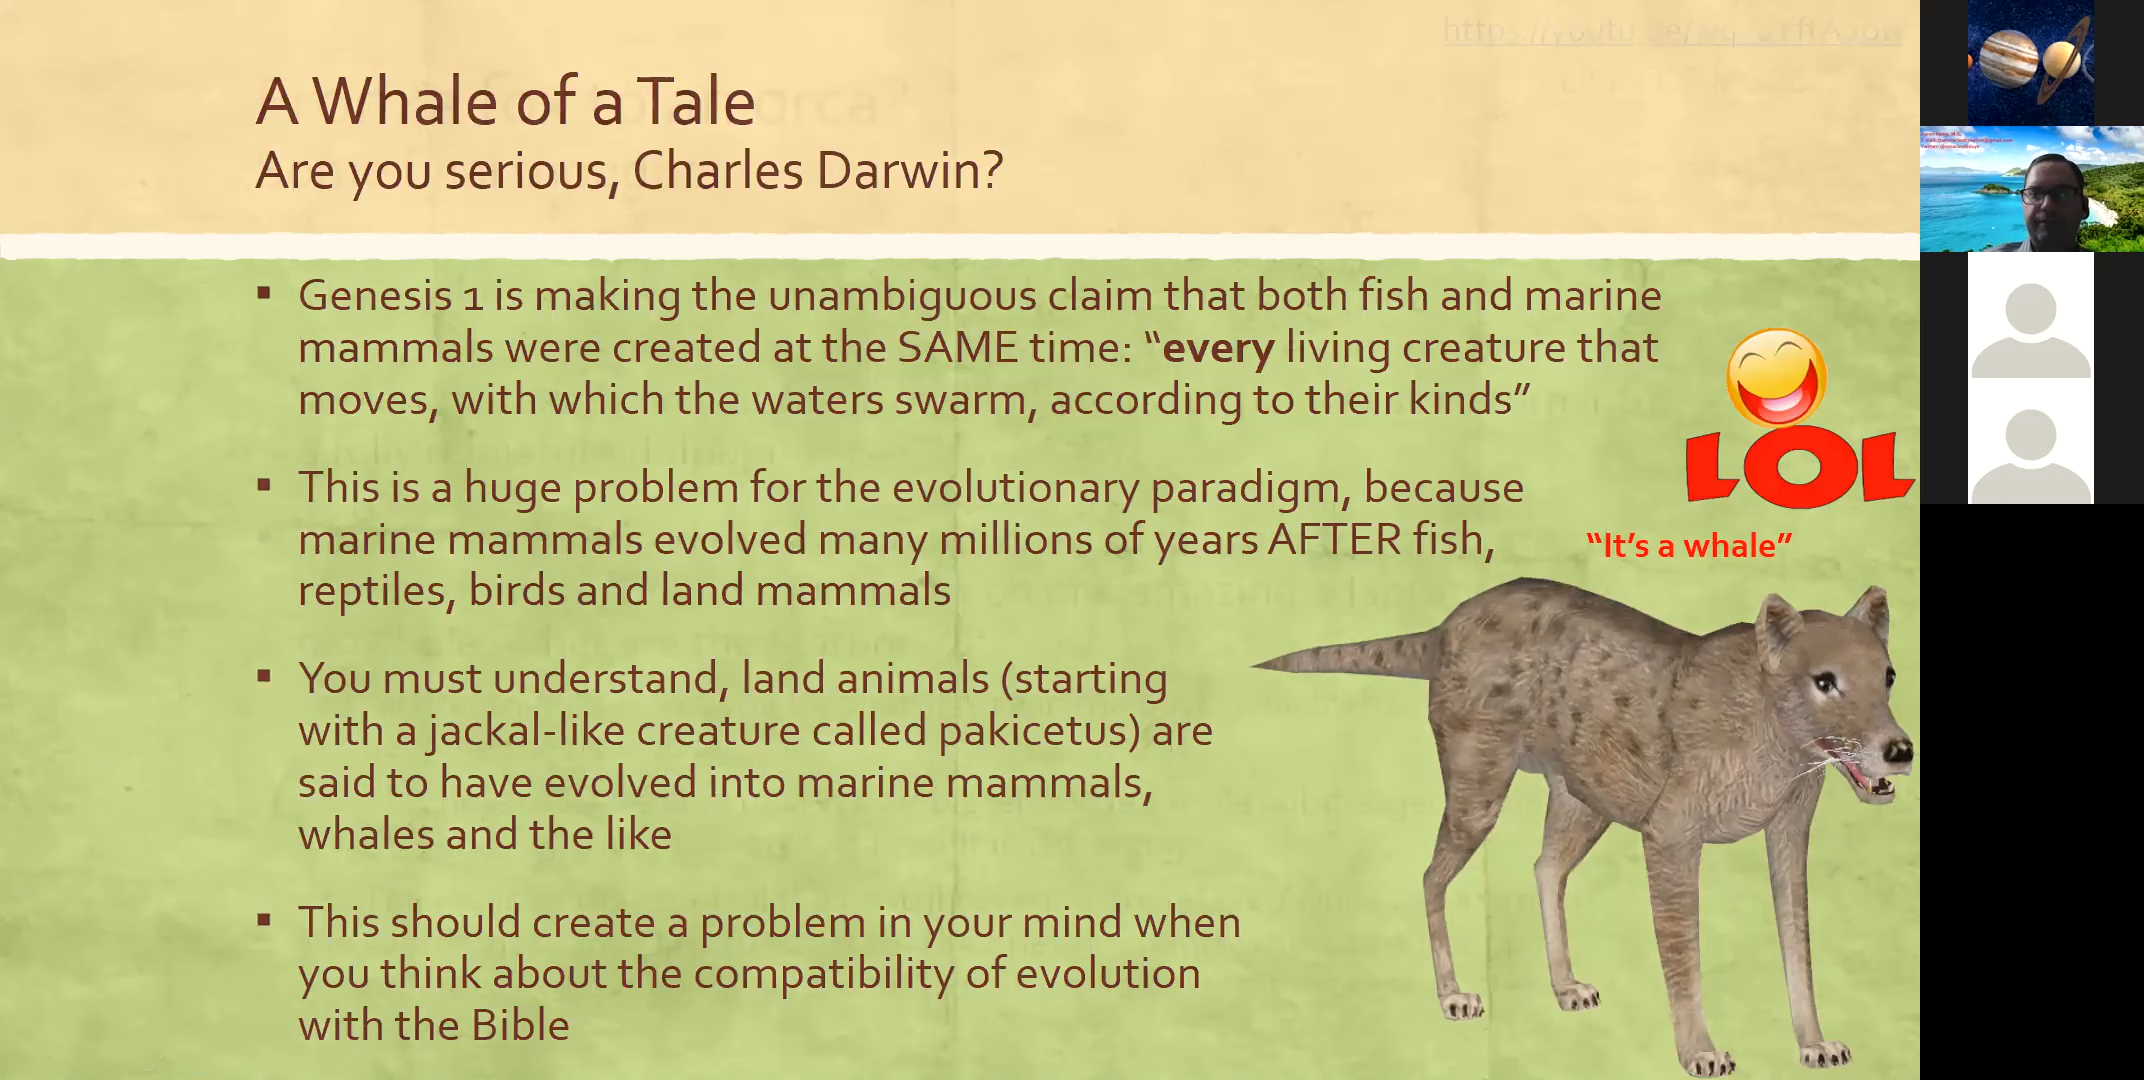 A Whale of a Tale
Are you serious, Charles Darwin?
▪ Genesis 1 is making the unambiguous claim that both fish and marine
mammals were created at the SAME time: “every living creature that
moves, with which the waters swarm, according to their kinds”
▪ This is a huge problem for the evolutionary paradigm, because
marine mammals evolved many millions of years AFTER fish,
reptiles, birds and land mammals
▪ You must understand, land animals (starting
with a jackal-like creature called pakicetus) are
said to have evolved into marine mammals,
whales and the like
▪ This should create a problem in your mind when
you think about the compatibility of evolution
with the Bible
LOL
“It’s a whale”